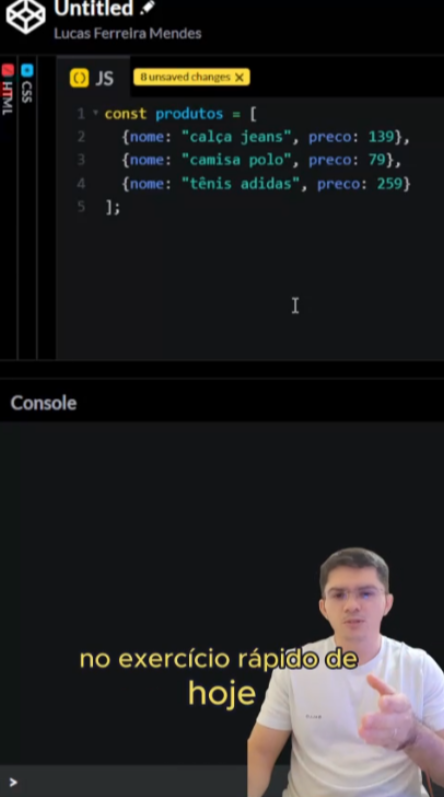 Untitled
Lucas Ferreira Mendes
HTML
CSS
JS
8 unsaved changes X
1 const produtos = [
2 {nome: "calça jeans", preco: 139},
3 {nome: "camisa polo", preco: 79},
4 {nome: "tênis adidas", preco: 259}
5 ];
Console
no exercício rápido de
hoje
>